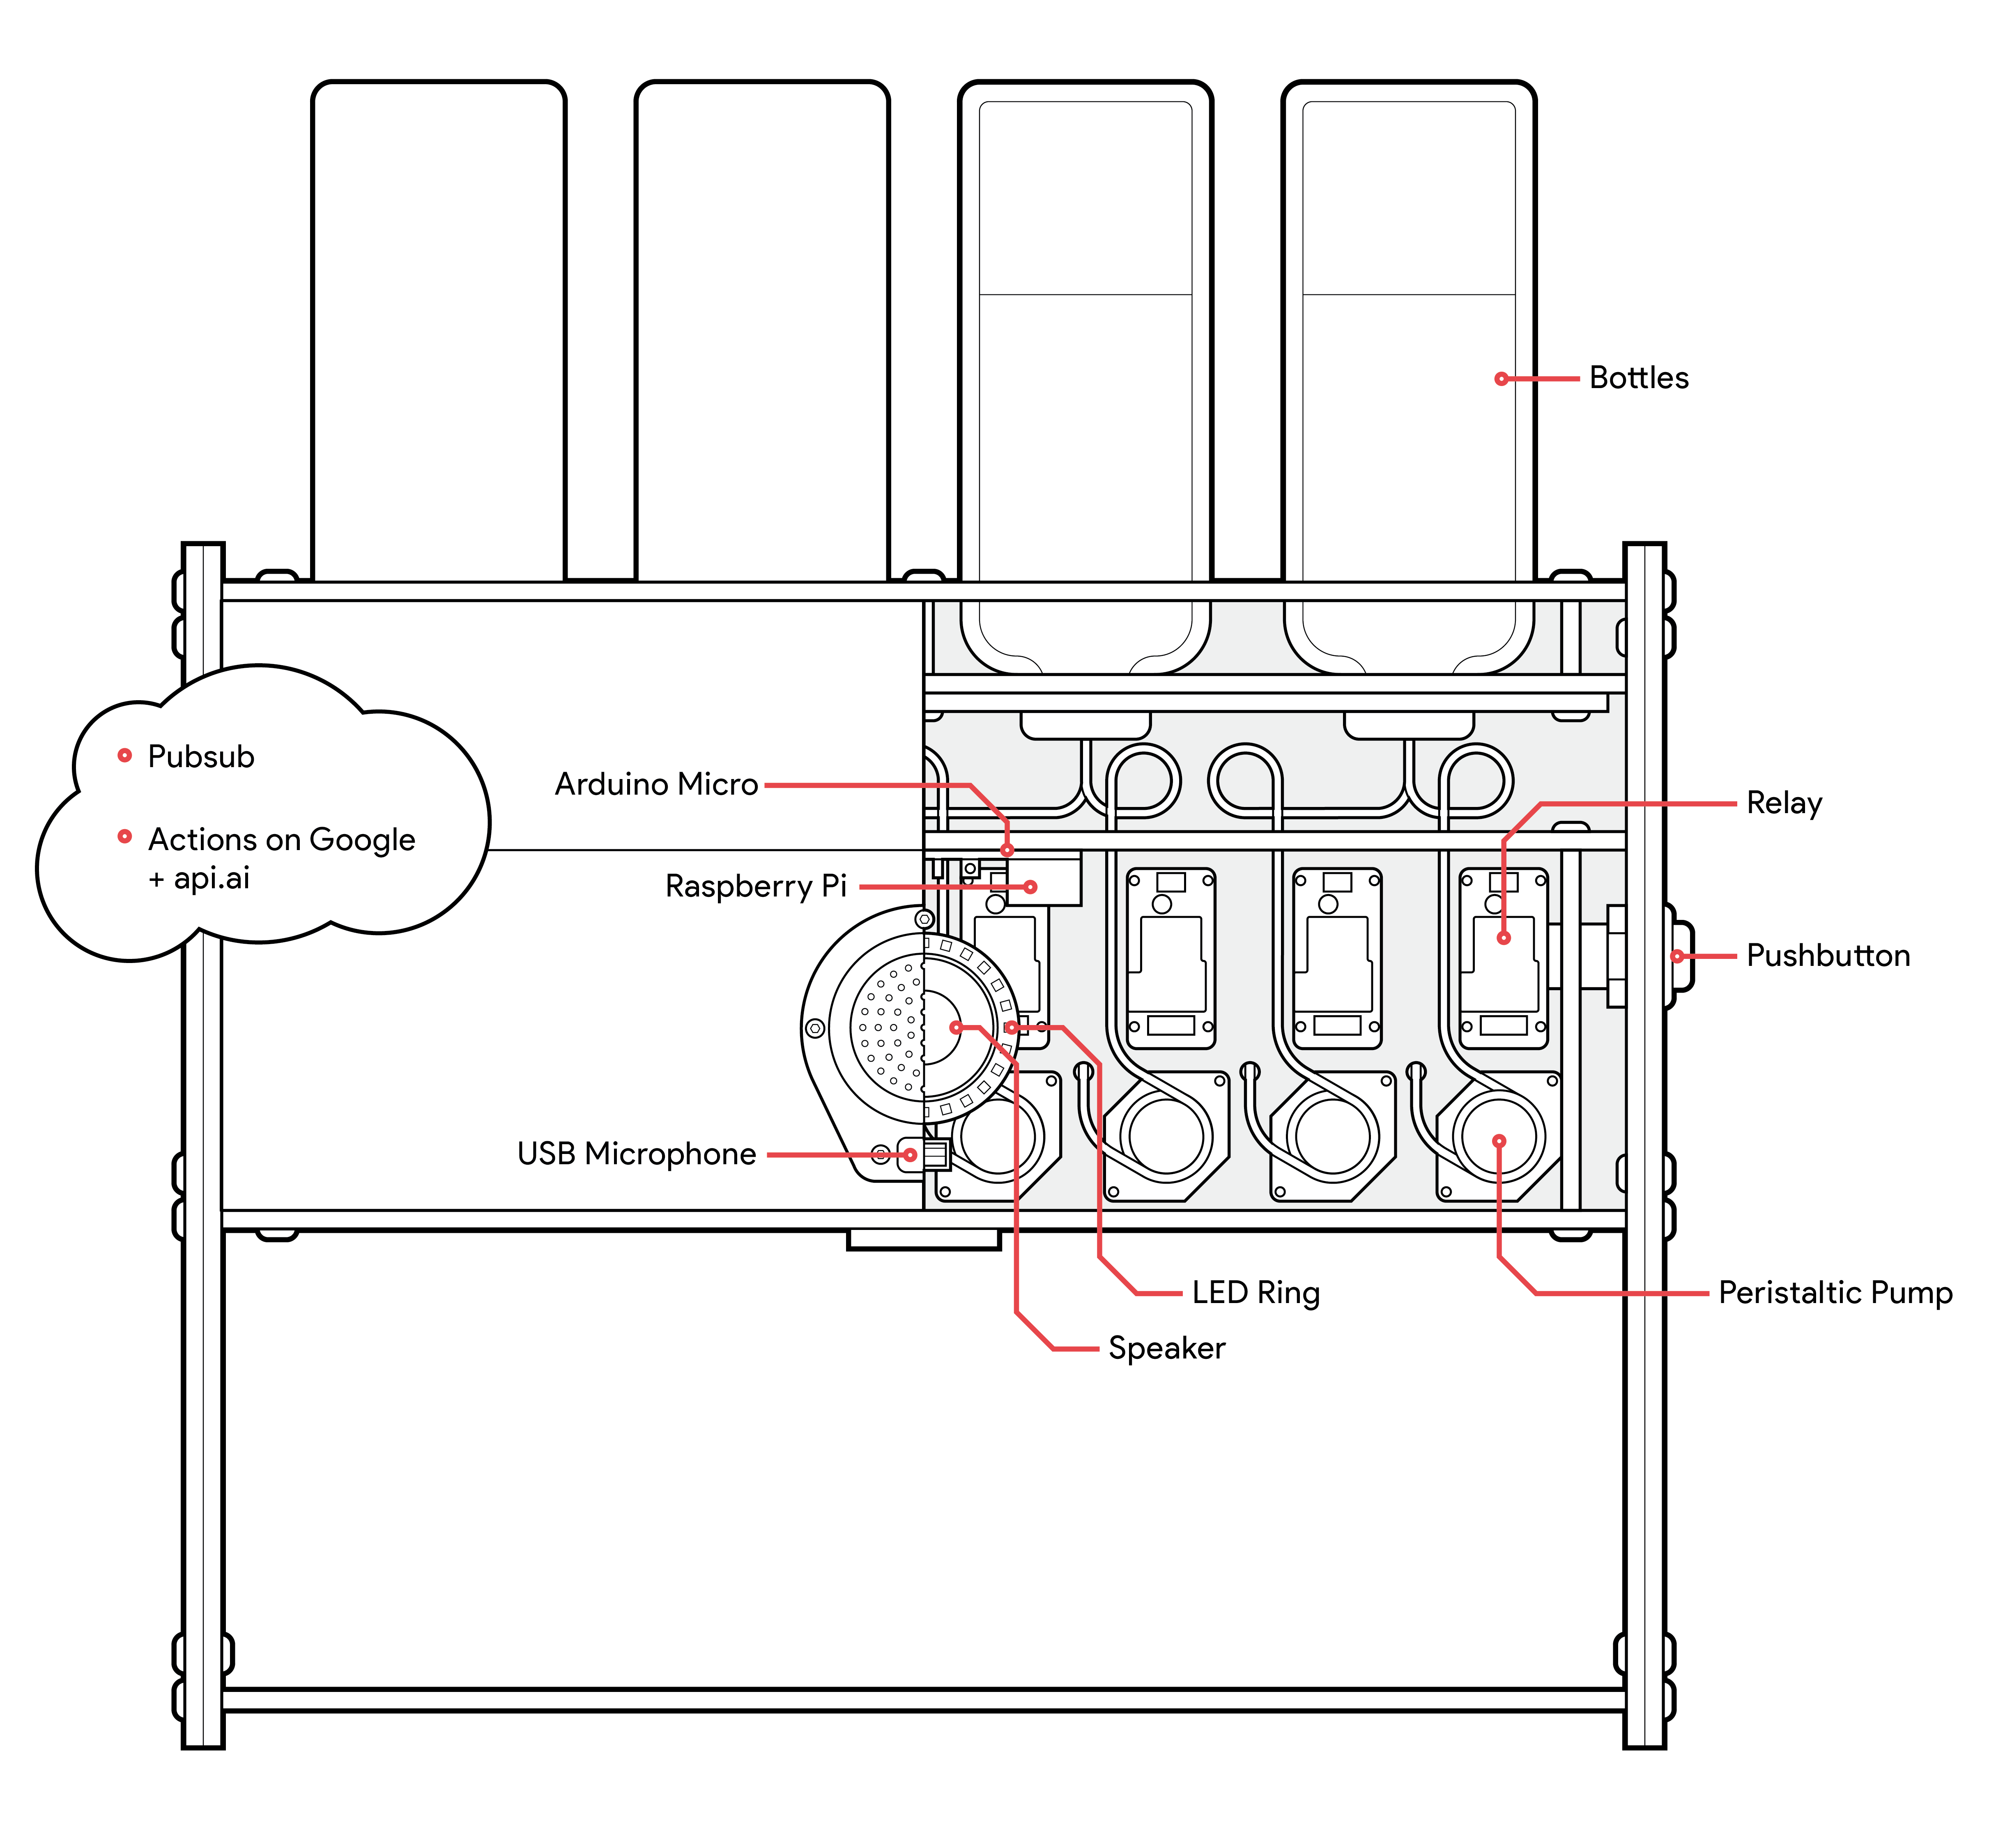 Bottles
Pubsub
Actions on Google
+ api.ai
Arduino Micro
Relay
Raspberry Pi
Pushbutton
USB Microphone
LED Ring
Peristaltic Pump
Speaker